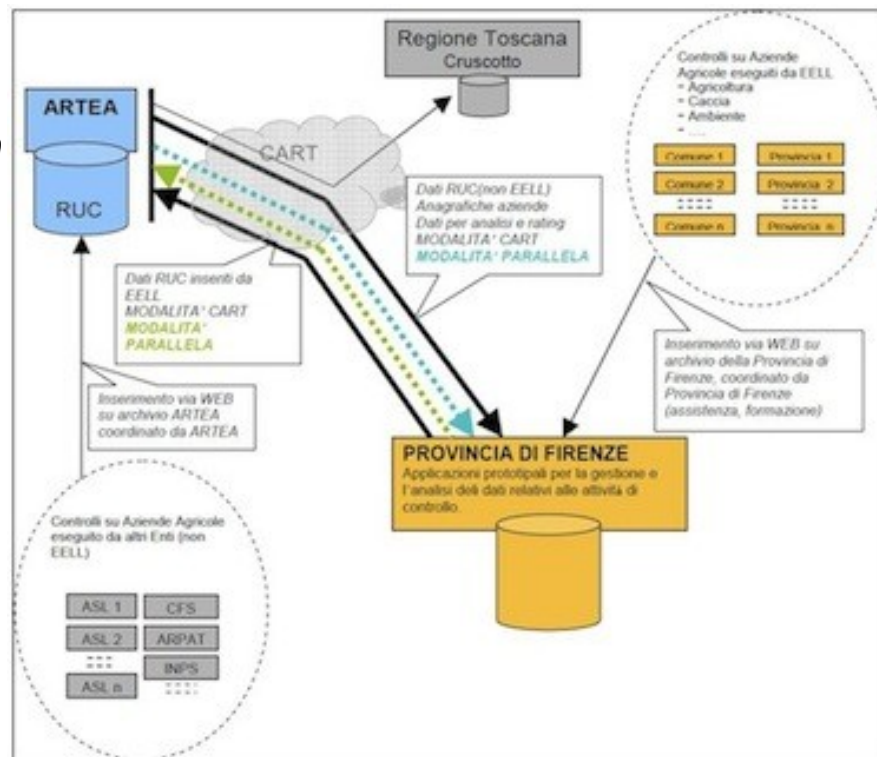 Regione Toscana
Cruscotto
ARTEA
RUC
CART
Controlli su Aziende
Agricole eseguiti da EELL
- Agricoltura
- Caccia
- Ambiente
- ....
Comune 1
Provincia 1
Comune 2
Provincia 2
Comune n
Provincia n
Dati RUC(non EELL)
Anagrafiche aziende
Dati per analisi e rating
MODALITA' CART
MODALITA' PARALLELA
Dati RUC inseriti da
EELL
MODALITA' CART
MODALITA'
PARALLELA
Inserimento via WEB su
archivio della Provincia di
Firenze, coordinato da
Provincia di Firenze
(assistenza, formazione)
Inserimento via WEB
su archivio ARTEA
coordinato da ARTEA
PROVINCIA DI FIRENZE
Applicazioni prototipali per la gestione e
l'analisi deli dati relativi alle attività di
controllo
Controlli su Aziende Agricole
eseguito da altri Enti (non
EELL)
ASL 1
CFS
ASL 2
ARPAT
INPS
ASL n